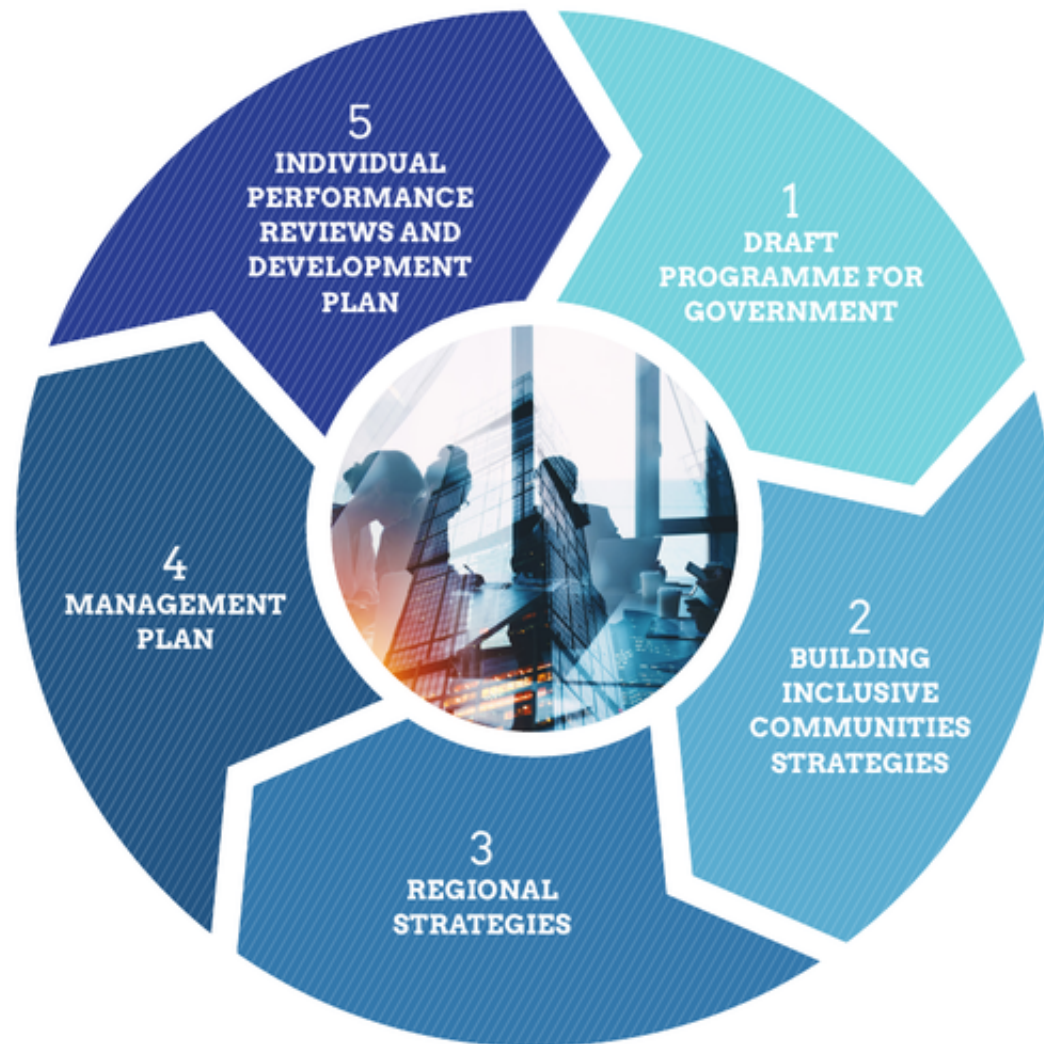 1
DRAFT
PROGRAMME FOR
GOVERNMENT
2
BUILDING
INCLUSIVE
COMMUNITIES
STRATEGIES
3
REGIONAL
STRATEGIES
4
MANAGEMENT
PLAN
5
INDIVIDUAL
PERFORMANCE
REVIEWS AND
DEVELOPMENT
PLAN